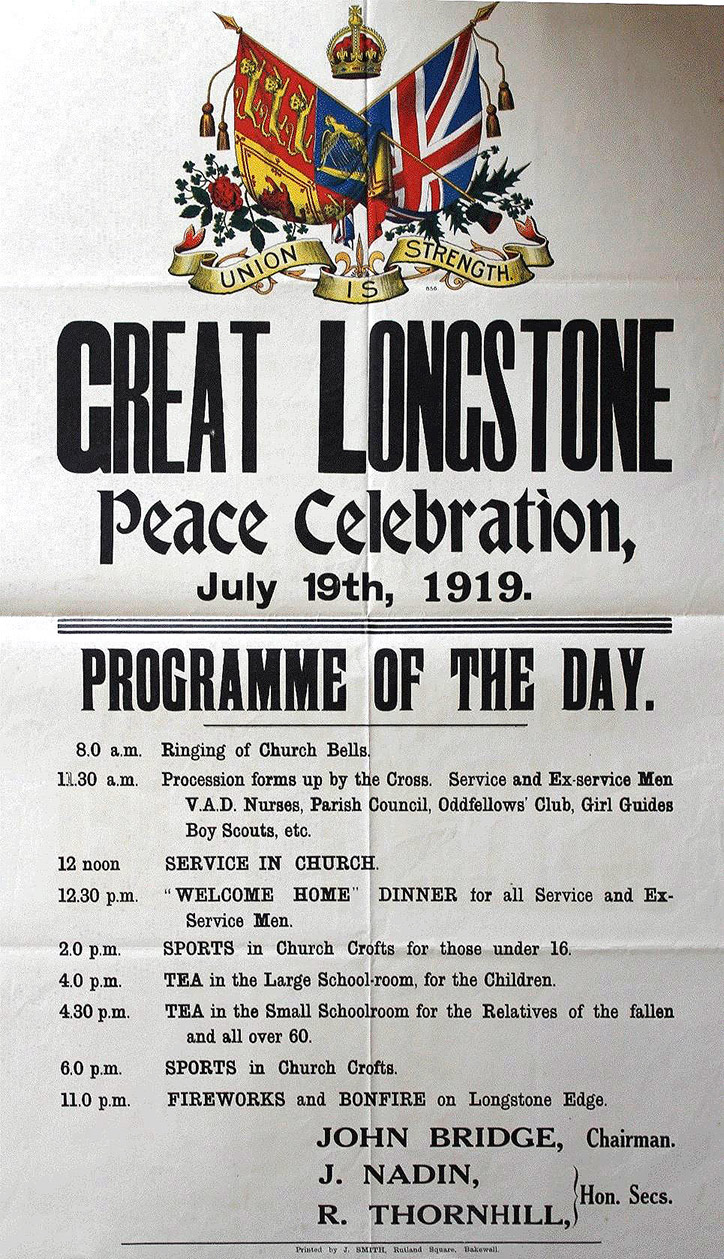 UNION IS STRENGTH.
GREAT LONGSTONE
Peace Celebration,
July 19th, 1919.
PROGRAMME OF THE DAY.
8.0 a.m. Ringing of Church Bells.
11.30 a.m. Procession forms up by the Cross. Service and Ex-service Men
V.A.D. Nurses, Parish Council, Oddfellows' Club, Girl Guides
Boy Scouts, etc.
12 noon SERVICE IN CHURCH.
12.30 p.m. "WELCOME HOME" DINNER for all Service and Ex-
Service Men.
2.0 p.m. SPORTS in Church Crofts for those under 16.
4.0 p.m. TEA in the Large School-room, for the Children.
4.30 p.m. TEA in the Small Schoolroom for the Relatives of the fallen
and all over 60.
6.0 p.m. SPORTS in Church Crofts.
11.0 p.m. FIREWORKS and BONFIRE on Longstone Edge.
JOHN BRIDGE, Chairman.
J. NADIN,
R. THORNHILL, } Hon. Secs.
Printed by J. SMITH, Rutland Square, Bakewell.